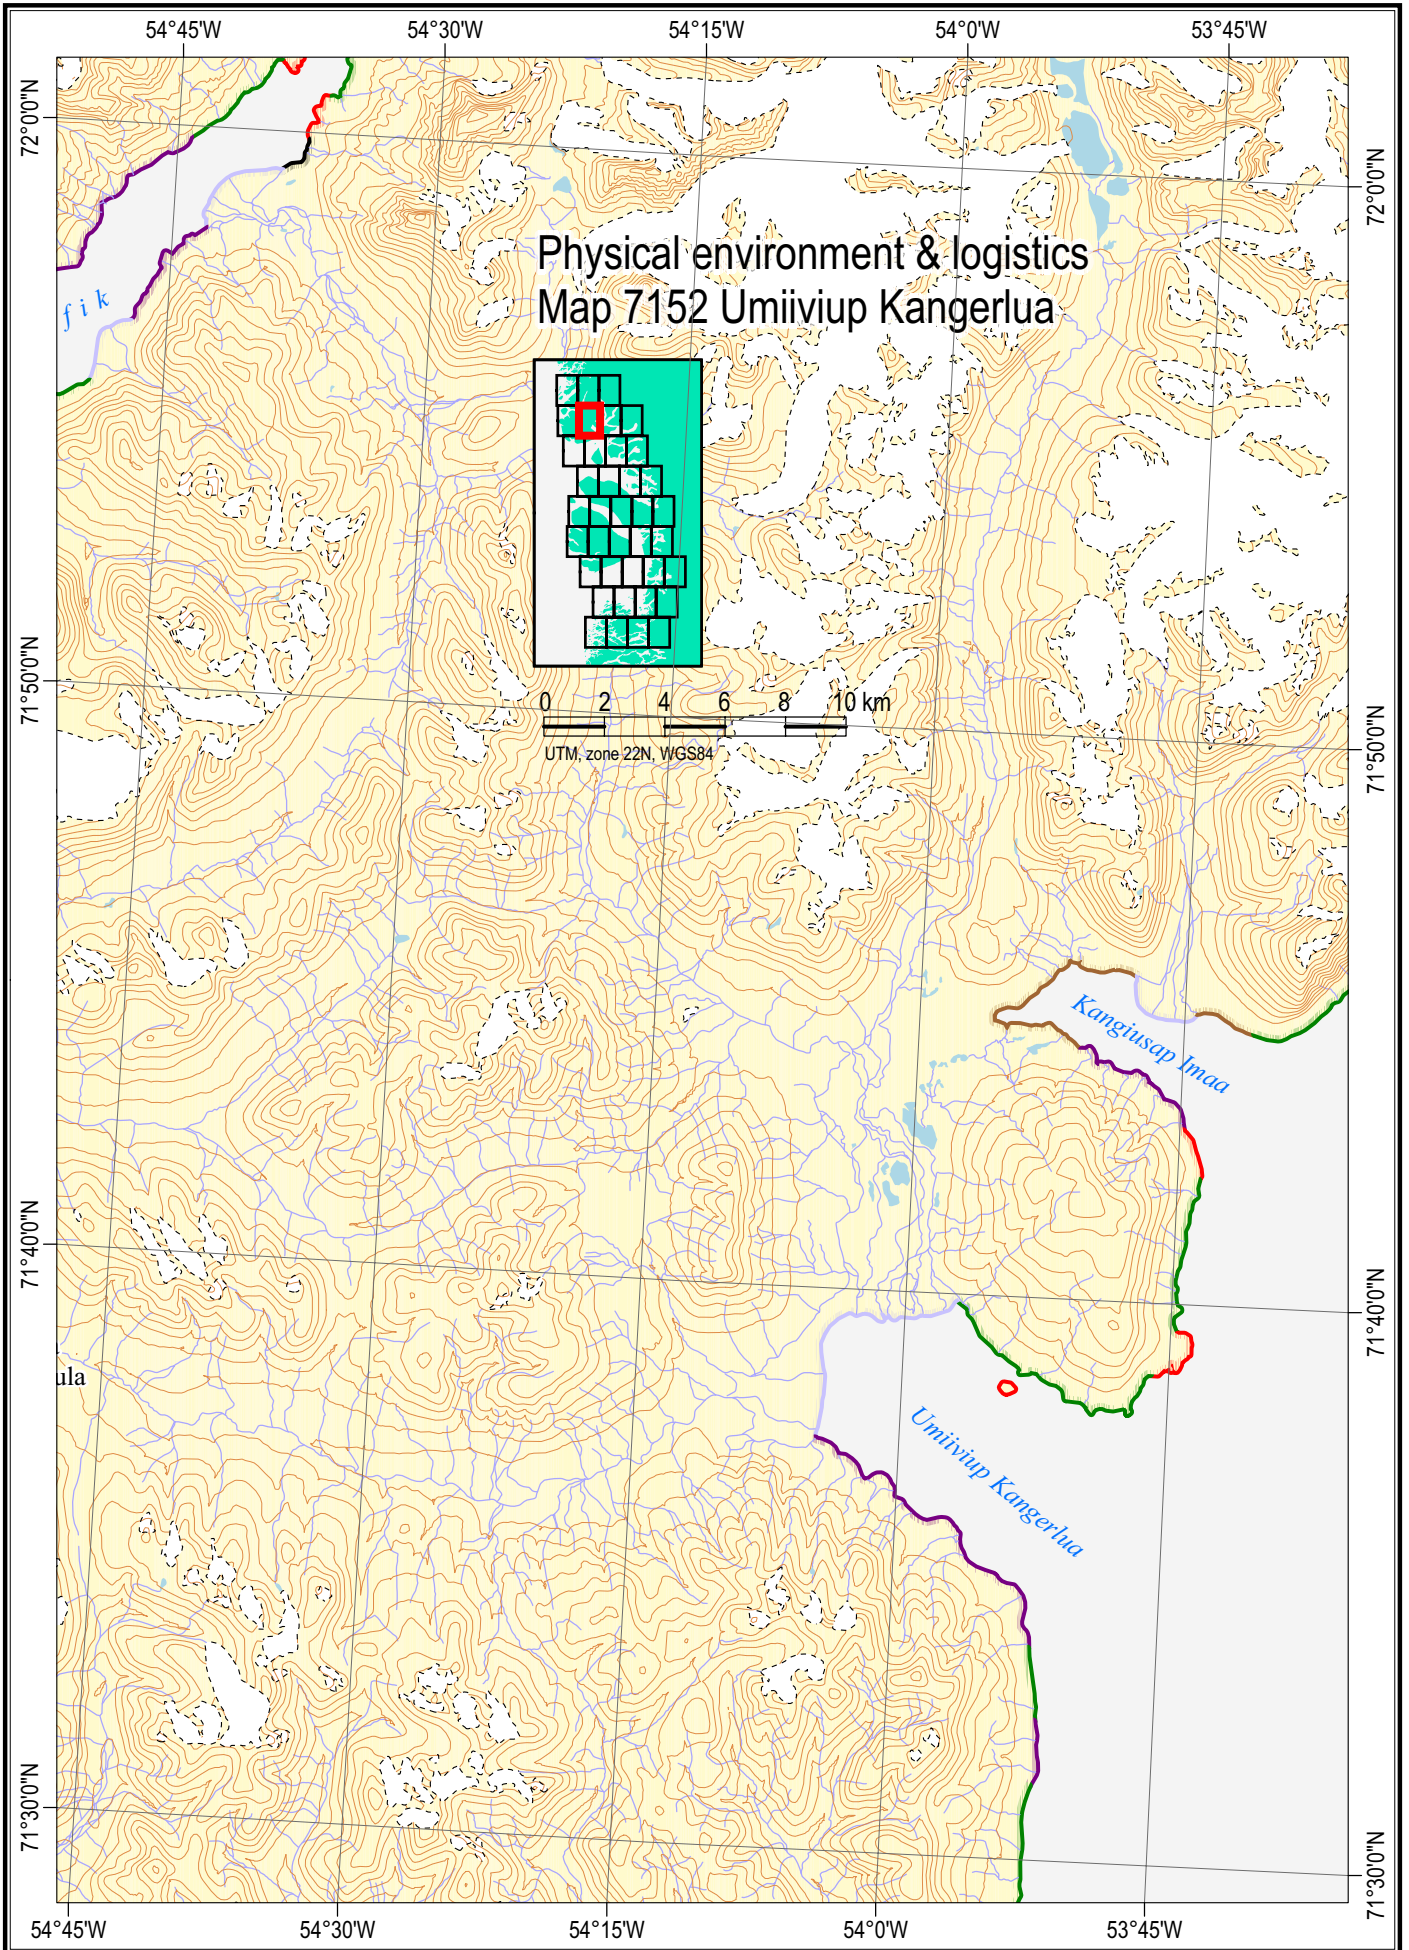 54°45'W 54°30'W 54°15'W 54°0'W 53°45'W
72°0'0"N
72°0'0"N
Physical environment & logistics
Map 7152 Umiiviup Kangerlua
fik
71°50'0"N
71°50'0"N
0 2 4 6 8 10 km
UTM, zone 22N, WGS84
Kangiusap Imaa
71°40'0"N
71°40'0"N
ula
Umiiviup Kangerlua
71°30'0"N
71°30'0"N
54°45'W 54°30'W 54°15'W 54°0'W 53°45'W